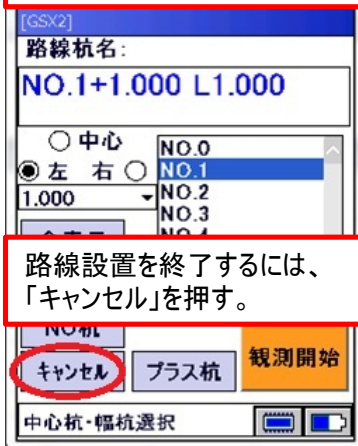 [GSX2]
路線杭名:
NO.1+1.000 L1.000
中心
左 右
1.000
NO.0
NO.1
NO.2
NO.3
路線設置を終了するには、
「キャンセル」を押す。
NO杭
キャンセル
プラス杭
観測開始
中心杭・幅杭選択